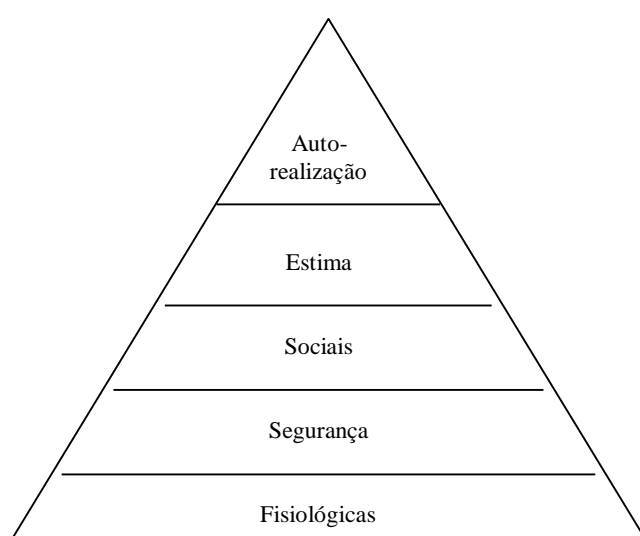 Auto-
realização
Estima
Sociais
Segurança
Fisiológicas